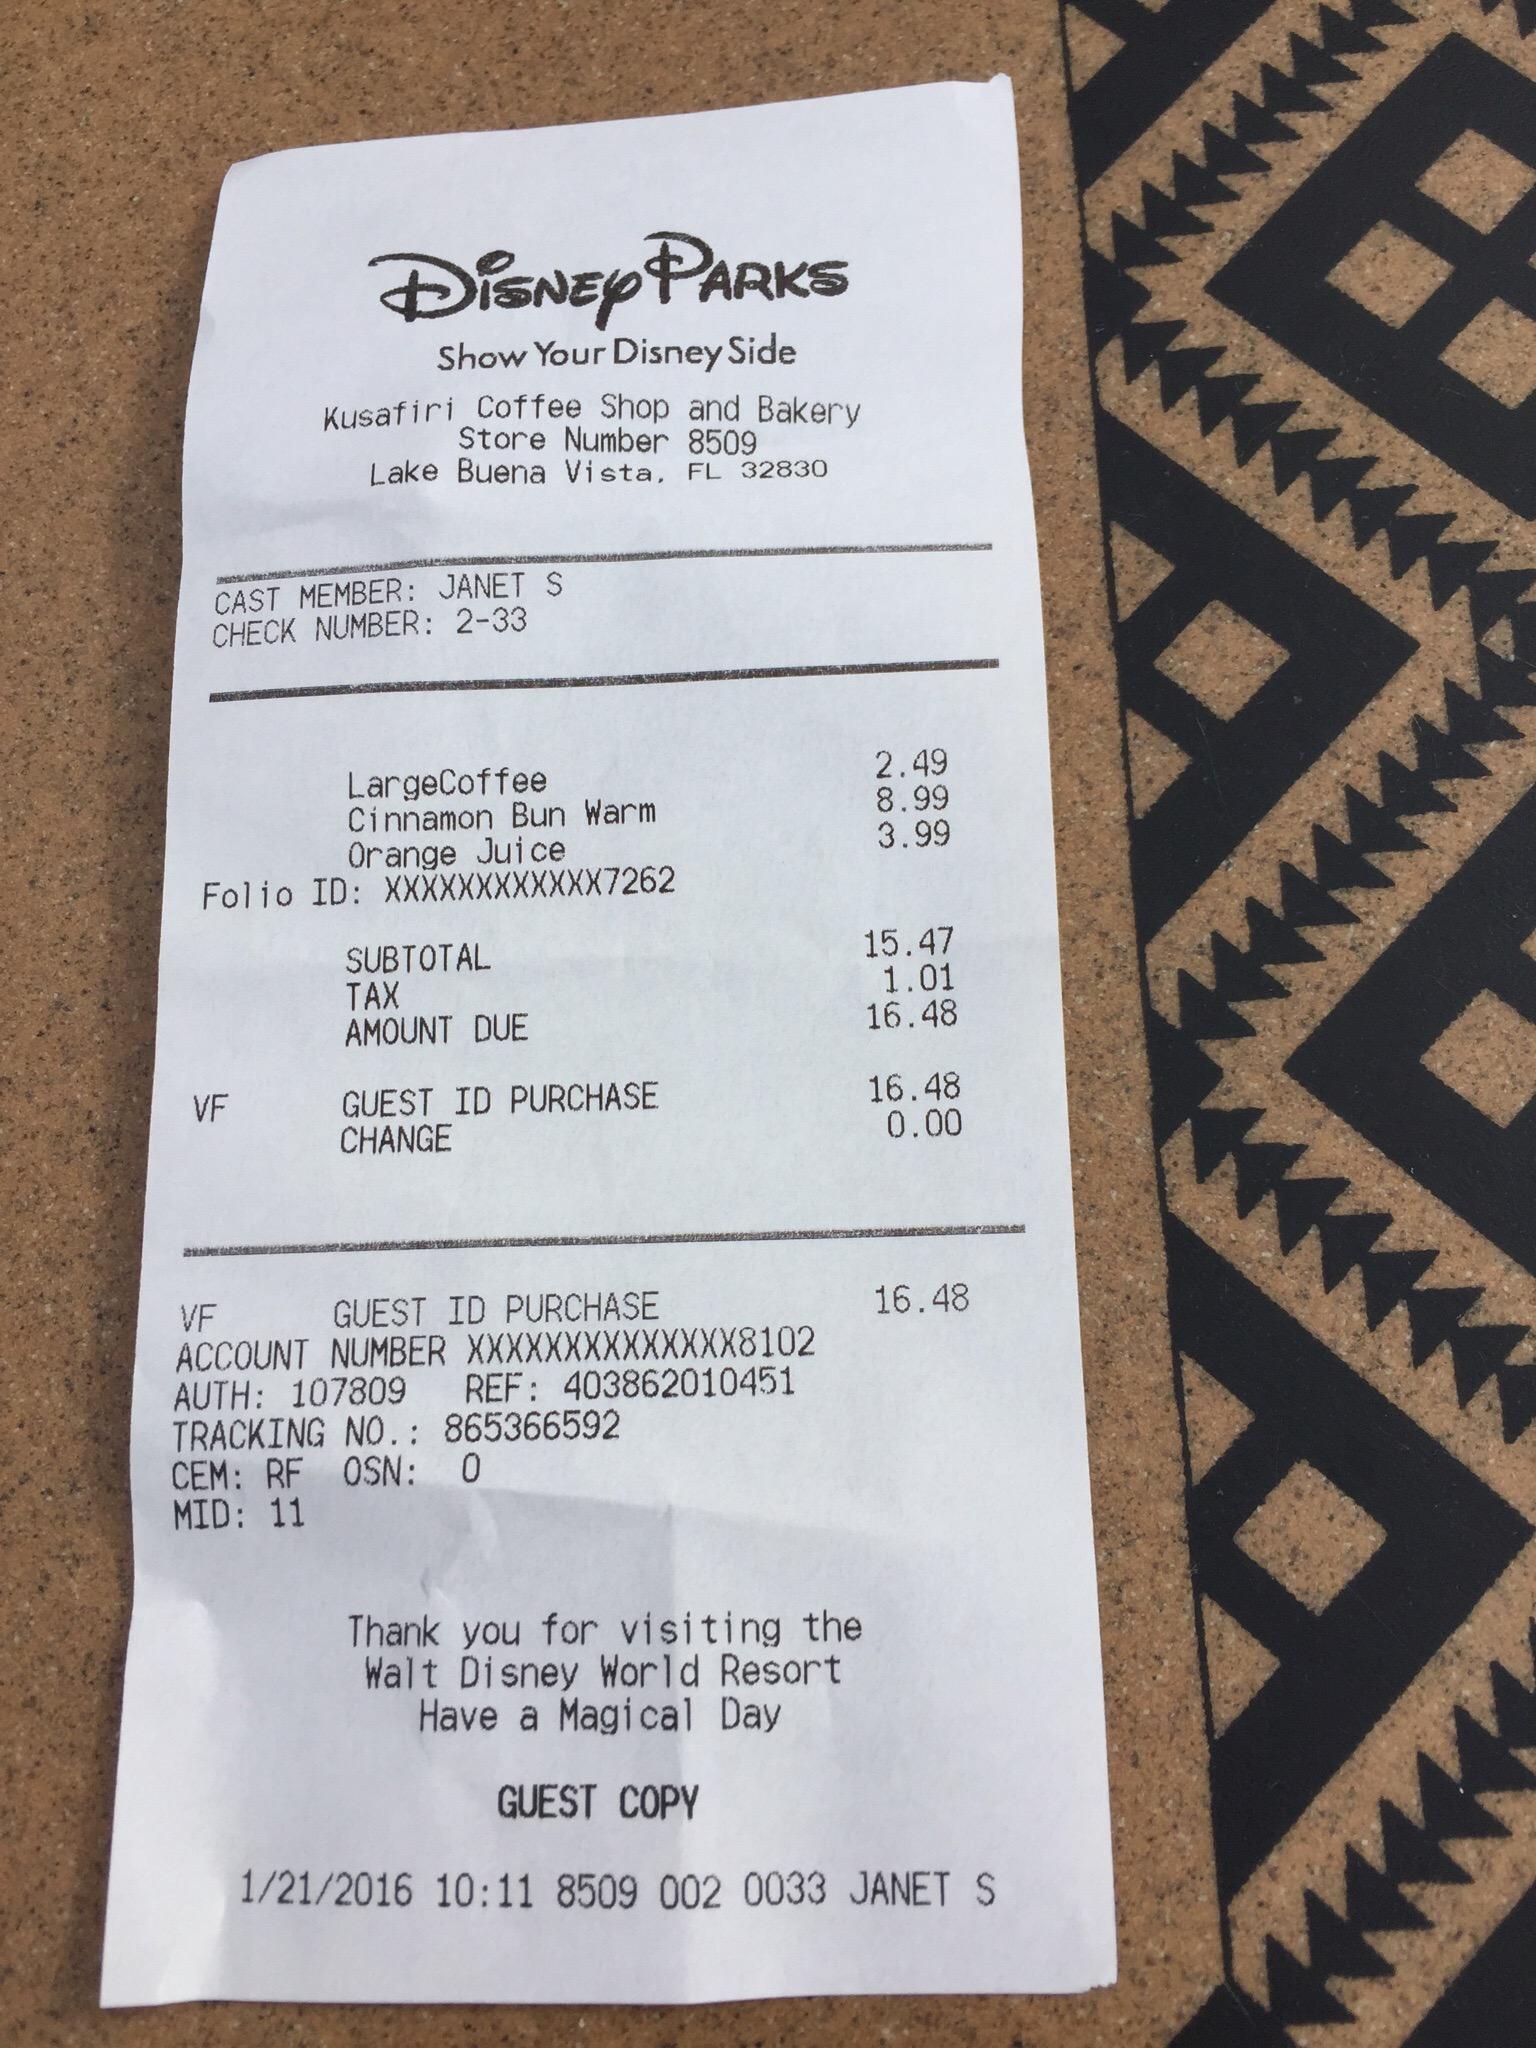 Disney Parks
Show Your Disney Side
Kusafiri Coffee Shop and Bakery
Store Number 8509
Lake Buena Vista, FL 32830
CAST MEMBER: JANET S
CHECK NUMBER: 2-33
LargeCoffee 2.49
Cinnamon Bun Warm 8.99
Orange Juice 3.99
Folio ID: XXXXXXXXXXXX7262
SUBTOTAL 15.47
TAX 1.01
AMOUNT DUE 16.48
VF GUEST ID PURCHASE 16.48
CHANGE 0.00
VF GUEST ID PURCHASE 16.48
ACCOUNT NUMBER XXXXXXXXXXXXXXX8102
AUTH: 107809 REF: 403862010451
TRACKING NO.: 865366592
CEM: RF OSN: 0
MID: 11
Thank you for visiting the
Walt Disney World Resort
Have a Magical Day
GUEST COPY
1/21/2016 10:11 8509 002 0033 JANET S